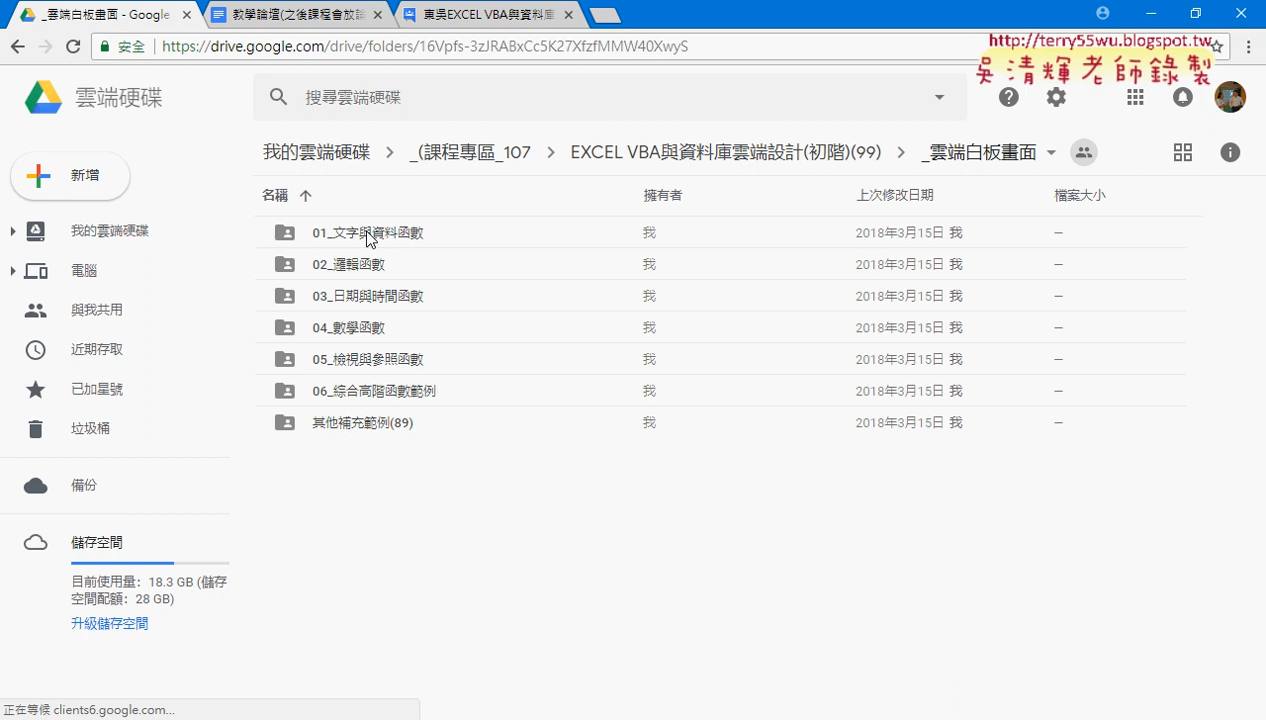 _雲端白板畫面 - Google
教學論壇(之後課程會放論
東吳EXCEL VBA與資料庫
安全
https://drive.google.com/drive/folders/16Vpfs-3zJRABxCc5K27XfzfMMW40XwyS
http://terry55wu.blogspot.tw
吳清輝老師錄製
雲端硬碟
搜尋雲端硬碟
新增
我的雲端硬碟
電腦
與我共用
近期存取
已加星號
垃圾桶
備份
儲存空間
目前使用量: 18.3 GB (儲存
空間配額: 28 GB)
升級儲存空間
我的雲端硬碟 > _(課程專區_107 > EXCEL VBA與資料庫雲端設計(初階)(99) > _雲端白板畫面
名稱 擁有者 上次修改日期 檔案大小
01_文字與資料函數 我 2018年3月15日 我 –
02_邏輯函數 我 2018年3月15日 我 –
03_日期與時間函數 我 2018年3月15日 我 –
04_數學函數 我 2018年3月15日 我 –
05_檢視與參照函數 我 2018年3月15日 我 –
06_綜合高階函數範例 我 2018年3月15日 我 –
其他補充範例(89) 我 2018年3月15日 我 –
正在等候 clients6.google.com...